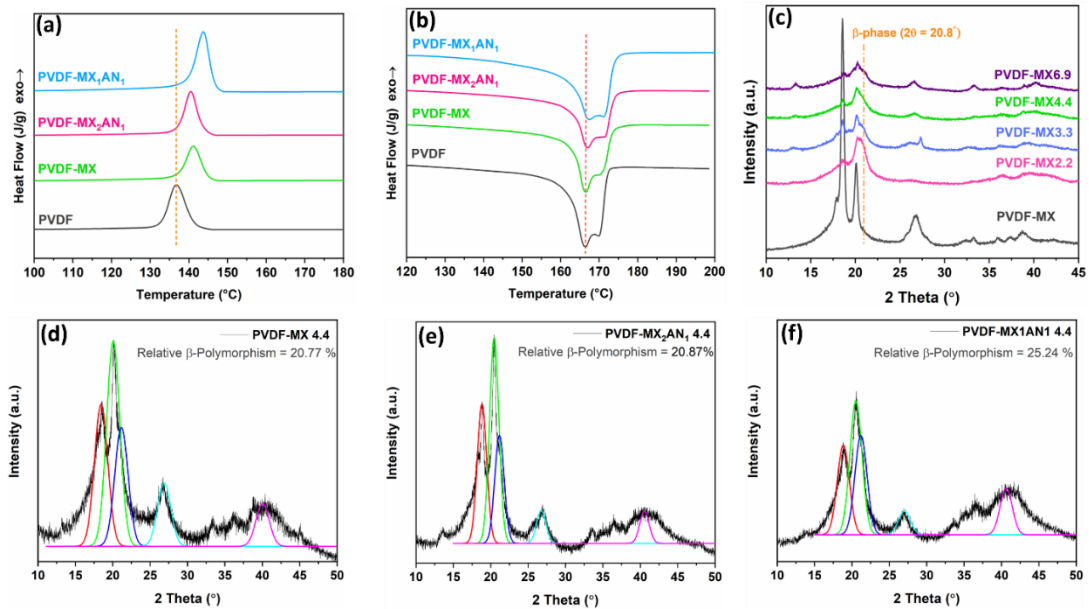 (a)
PVDF-MX₁AN₁
PVDF-MX₂AN₁
PVDF-MX
PVDF
Heat Flow (J/g) exo→
100 110 120 130 140 150 160 170 180
Temperature (°C)
(b)
PVDF-MX₁AN₁
PVDF-MX₂AN₁
PVDF-MX
PVDF
Heat Flow (J/g) exo→
120 130 140 150 160 170 180 190 200
Temperature (°C)
(c)
β-phase (2θ = 20.8°)
PVDF-MX6.9
PVDF-MX4.4
PVDF-MX3.3
PVDF-MX2.2
PVDF-MX
Intensity (a.u.)
10 15 20 25 30 35 40 45
2 Theta (°)
(d)
PVDF-MX 4.4
Relative β-Polymorphism = 20.77 %
Intensity (a.u.)
10 15 20 25 30 35 40 45 50
2 Theta (°)
(e)
PVDF-MX₂AN₁ 4.4
Relative β-Polymorphism = 20.87%
Intensity (a.u.)
10 15 20 25 30 35 40 45 50
2 Theta (°)
(f)
PVDF-MX1AN1 4.4
Relative β-Polymorphism = 25.24 %
Intensity (a.u.)
10 15 20 25 30 35 40 45 50
2 Theta (°)